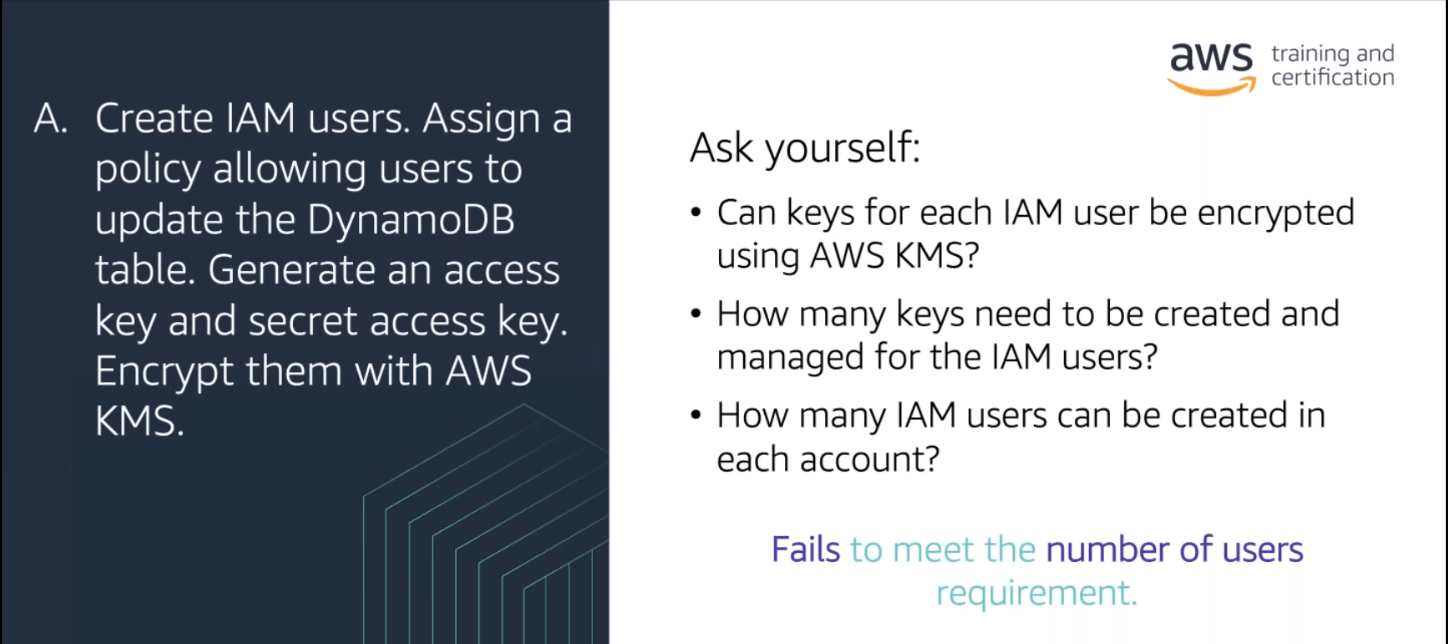 A. Create IAM users. Assign a
policy allowing users to
update the DynamoDB
table. Generate an access
key and secret access key.
Encrypt them with AWS
KMS.
aws training and
certification
Ask yourself:
• Can keys for each IAM user be encrypted
using AWS KMS?
• How many keys need to be created and
managed for the IAM users?
• How many IAM users can be created in
each account?
Fails to meet the number of users
requirement.